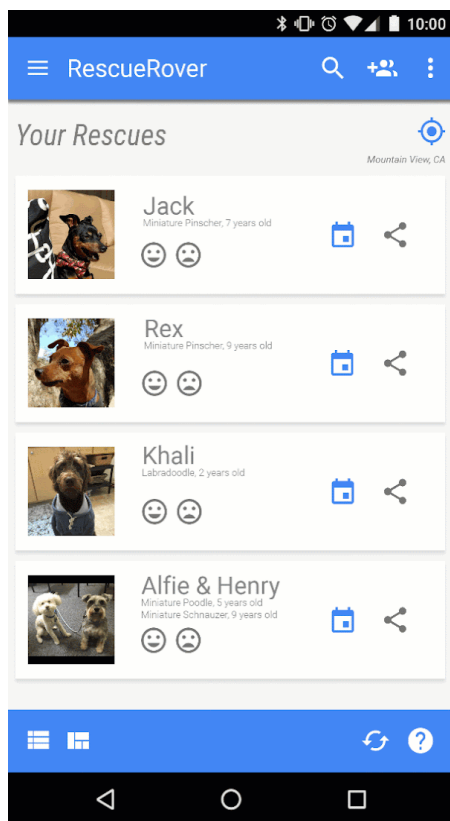 10:00
RescueRover
Your Rescues
Mountain View, CA
Jack
Miniature Pinscher, 7 years old
Rex
Miniature Pinscher, 9 years old
Khali
Labradoodle, 2 years old
Alfie & Henry
Miniature Poodle, 5 years old
Miniature Schnauzer, 9 years old